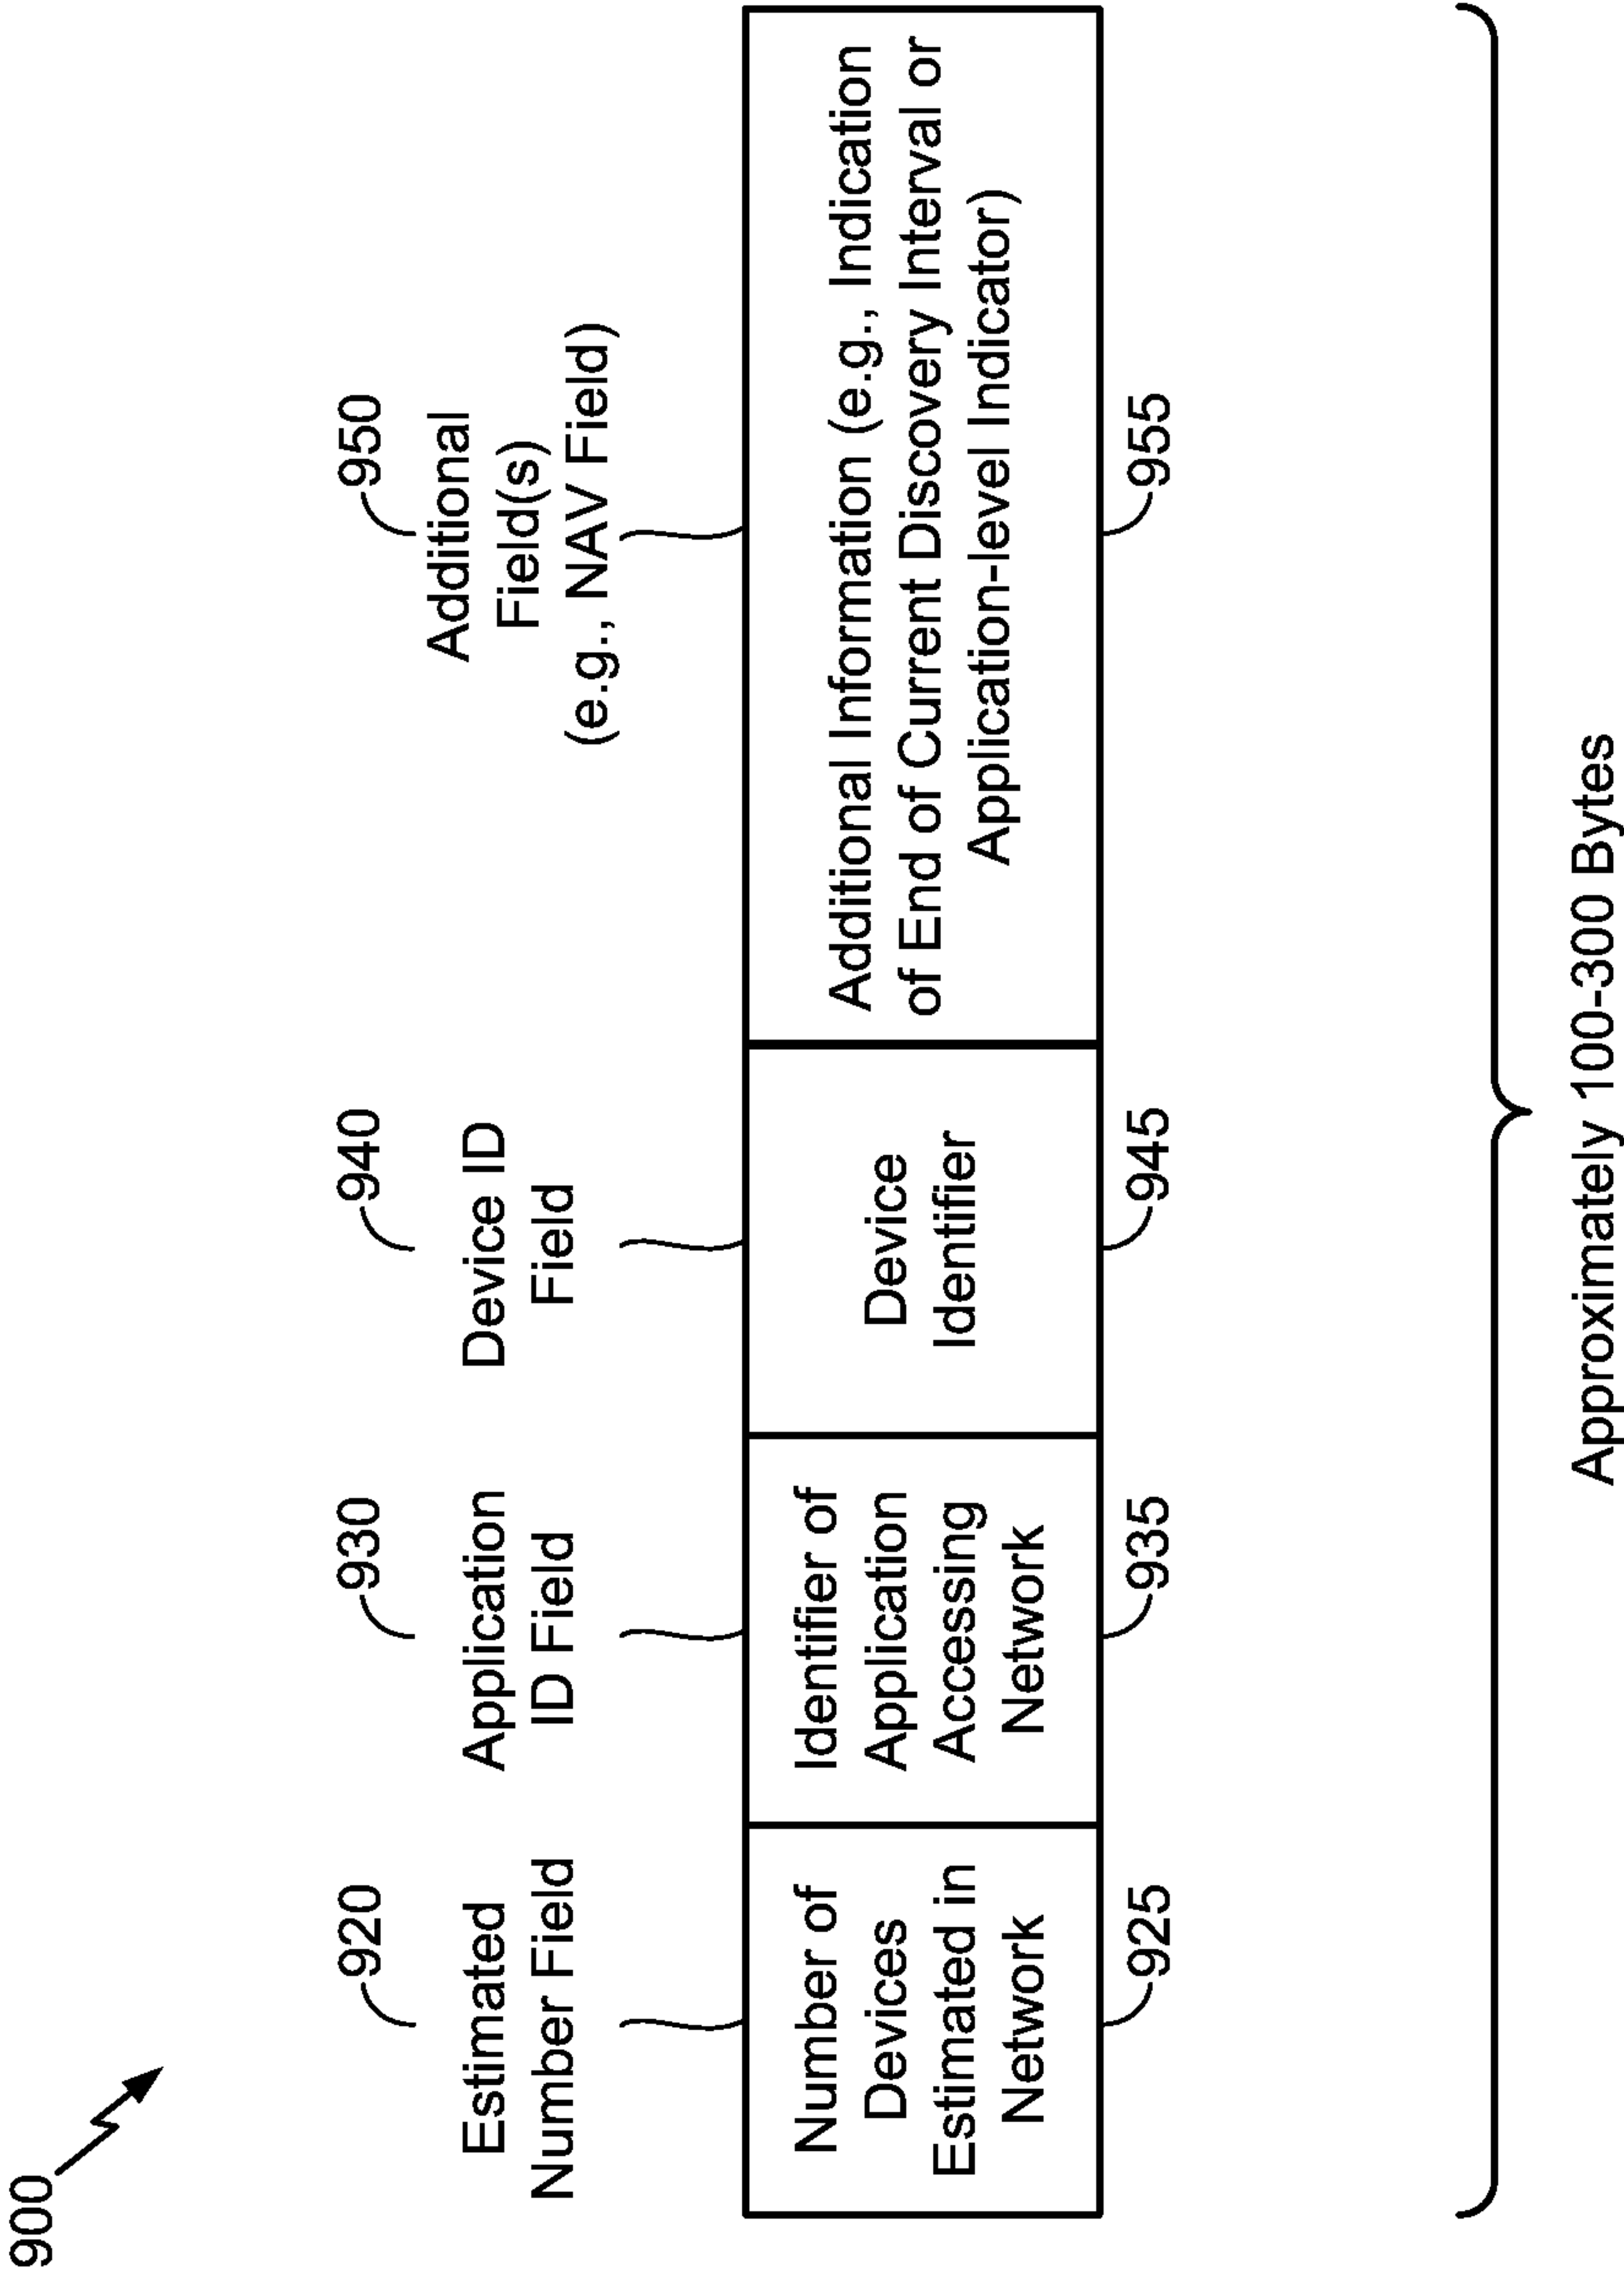 900
920
Estimated
Number Field
930
Application
ID Field
940
Device ID
Field
950
Additional
Field(s)
(e.g., NAV Field)
Number of
Devices
Estimated in
Network
Identifier of
Application
Accessing
Network
Device
Identifier
Additional Information (e.g., Indication
of End of Current Discovery Interval or
Application-level Indicator)
925
935
945
955
Approximately 100-300 Bytes